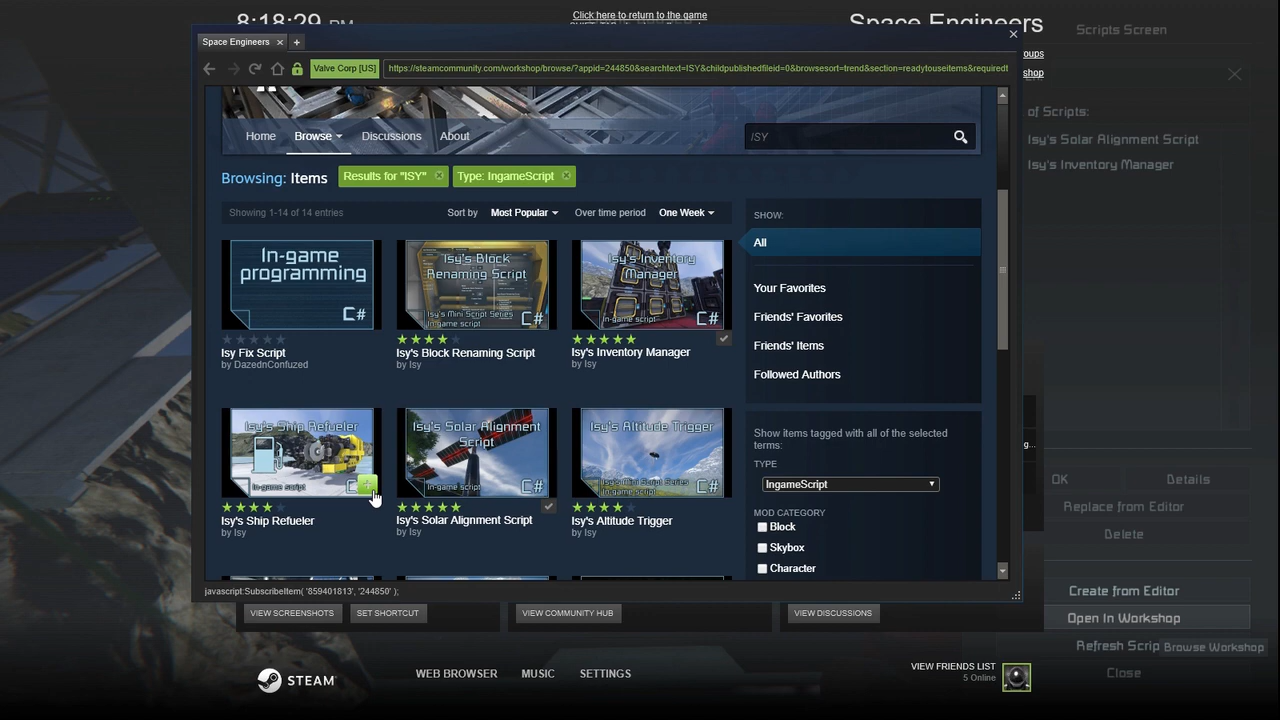 8:18:29 PM
Click here to return to the game
Space Engineers
Scripts Screen
Space Engineers
oups
Valve Corp [US]
https://steamcommunity.com/workshop/browse/?appid=244850&searchtext=ISY&childpublishedfileid=0&browsesort=trend&section=readytouseitems&requiredt
shop
of Scripts:
Isy's Solar Alignment Script
Isy's Inventory Manager
Home
Browse
Discussions
About
ISY
Browsing: Items
Results for "ISY"
Type: IngameScript
Showing 1-14 of 14 entries
Sort by
Most Popular
Over time period
One Week
SHOW:
All
Your Favorites
Friends' Favorites
Friends' Items
Followed Authors
In-game
programming
C#
Isy's Block
Renaming Script
Isy's Mini Script Series
In-game script
C#
Isy's Inventory
Manager
In-game script
C#
Isy Fix Script
by DazednConfuzed
Isy's Block Renaming Script
by Isy
Isy's Inventory Manager
by Isy
Isy's Ship Refueler
In-game script
C
Isy's Solar Alignment
Script
In-game script
C#
Isy's Altitude Trigger
Isy's Mini Script Series
In-game script
C#
Isy's Ship Refueler
by Isy
Isy's Solar Alignment Script
by Isy
Isy's Altitude Trigger
by Isy
Show items tagged with all of the selected
terms:
TYPE
IngameScript
MOD CATEGORY
Block
Skybox
Character
javascript:SubscribeItem( '859401813', '244850' );
g...
OK
Details
Replace from Editor
Delete
Create from Editor
Open In Workshop
Refresh Scrip
Browse Workshop
Close
VIEW SCREENSHOTS
SET SHORTCUT
VIEW COMMUNITY HUB
VIEW DISCUSSIONS
STEAM
WEB BROWSER
MUSIC
SETTINGS
VIEW FRIENDS LIST
5 Online